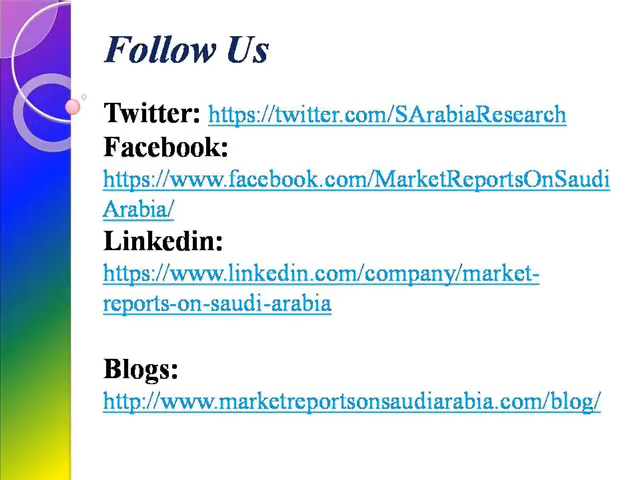 Follow Us
Twitter: https://twitter.com/SArabiaResearch
Facebook:
https://www.facebook.com/MarketReportsOnSaudi
Arabia/
Linkedin:
https://www.linkedin.com/company/market-
reports-on-saudi-arabia
Blogs:
http://www.marketreportsonsaudiarabia.com/blog/